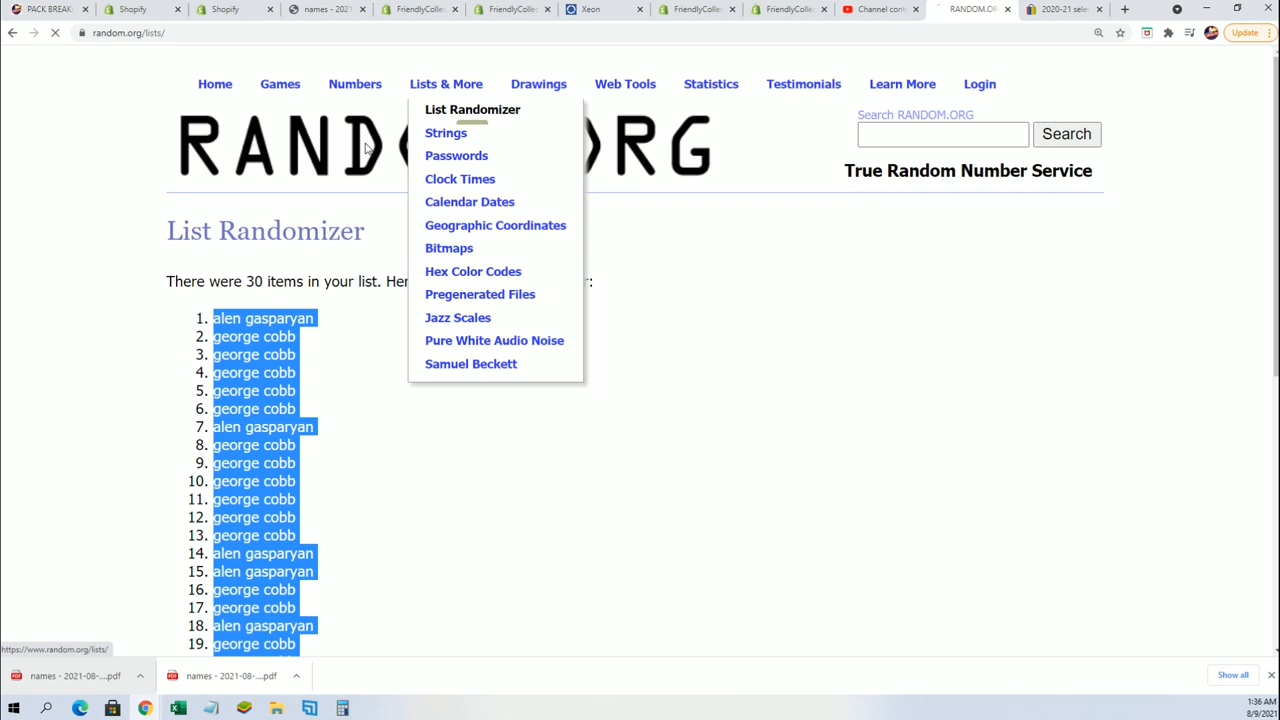 PACK BREAK
Shopify
Shopify
names - 2021
FriendlyCollec
FriendlyCollec
Xeon
FriendlyCollec
FriendlyCollec
Channel cont
RANDOM.OR
2020-21 selec
random.org/lists/
Update
Home Games Numbers Lists & More Drawings Web Tools Statistics Testimonials Learn More Login
List Randomizer
Strings
Passwords
Clock Times
Calendar Dates
Geographic Coordinates
Bitmaps
Hex Color Codes
Pregenerated Files
Jazz Scales
Pure White Audio Noise
Samuel Beckett
RAND RG
Search RANDOM.ORG
Search
True Random Number Service
List Randomizer
There were 30 items in your list. Her :
1. alen gasparyan
2. george cobb
3. george cobb
4. george cobb
5. george cobb
6. george cobb
7. alen gasparyan
8. george cobb
9. george cobb
10. george cobb
11. george cobb
12. george cobb
13. george cobb
14. alen gasparyan
15. alen gasparyan
16. george cobb
17. george cobb
18. alen gasparyan
19. george cobb
https://www.random.org/lists/
names - 2021-08-....pdf
names - 2021-08-....pdf
Show all
1:36 AM
8/9/2021